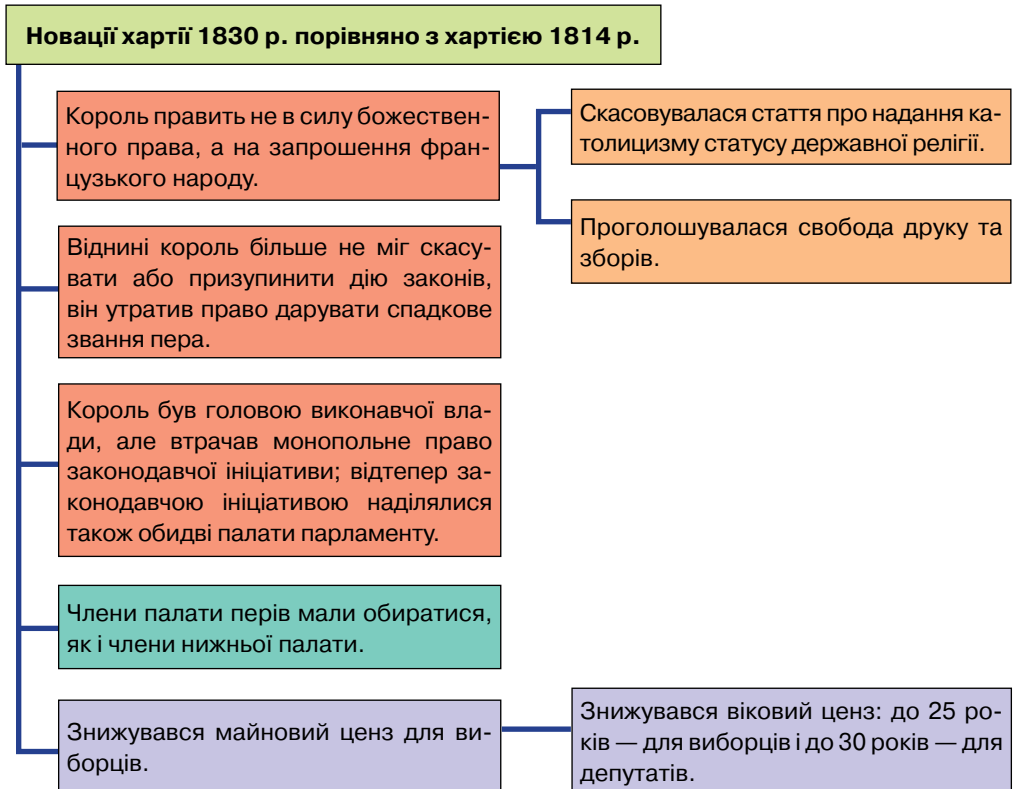 Новації хартії 1830 р. порівняно з хартією 1814 р.
Король править не в силу божествен-
ного права, а на запрошення фран-
цузького народу.
Скасовувалася стаття про надання ка-
толицизму статусу державної релігії.
Проголошувалася свобода друку та
зборів.
Віднині король більше не міг скасу-
вати або призупинити дію законів,
він утратив право дарувати спадкове
звання пера.
Король був головою виконавчої вла-
ди, але втрачав монопольне право
законодавчої ініціативи; відтепер за-
конодавчою ініціативою наділялися
також обидві палати парламенту.
Члени палати перів мали обиратися,
як і члени нижньої палати.
Знижувався майновий ценз для ви-
борців.
Знижувався віковий ценз: до 25 ро-
ків — для виборців і до 30 років — для
депутатів.